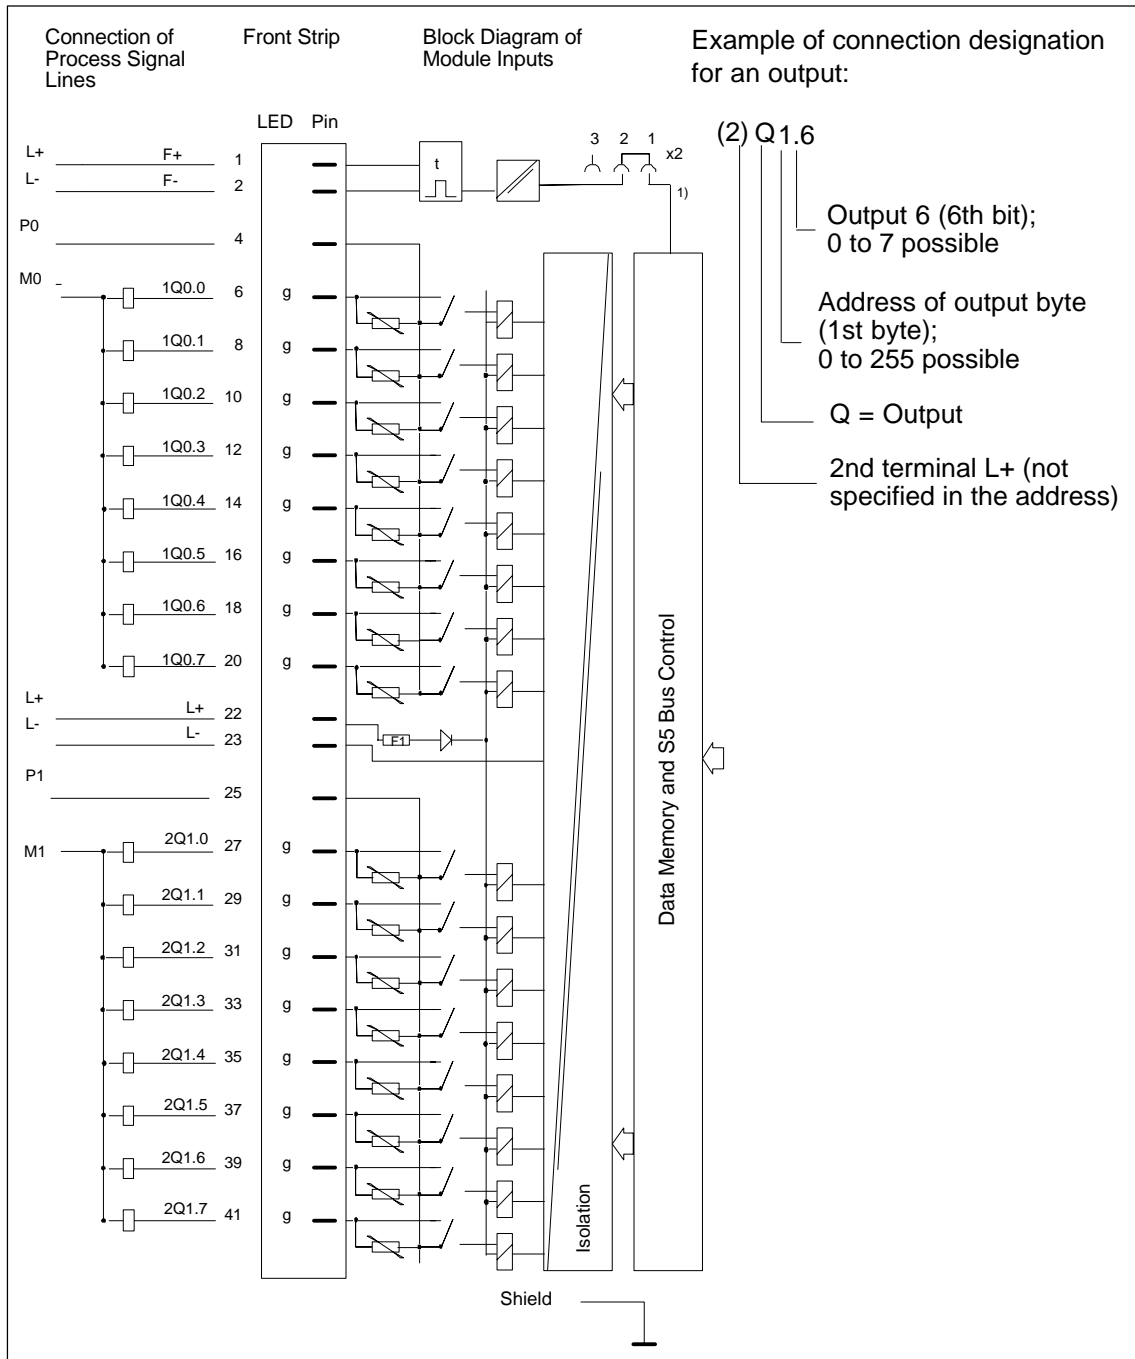 Connection of
Process Signal
Lines
Front Strip
Block Diagram of
Module Inputs
Example of connection designation
for an output:
LED Pin
(2) Q 1.6
Output 6 (6th bit);
0 to 7 possible
Address of output byte
(1st byte);
0 to 255 possible
Q = Output
2nd terminal L+ (not
specified in the address)
3 2 1 x2
1)
t
L+ F+ 1
L- F- 2
P0 4
M0
1Q0.0 6 g
1Q0.1 8 g
1Q0.2 10 g
1Q0.3 12 g
1Q0.4 14 g
1Q0.5 16 g
1Q0.6 18 g
1Q0.7 20 g
L+ L+ 22
L- L- 23
F1
P1 25
M1 2Q1.0 27 g
2Q1.1 29 g
2Q1.2 31 g
2Q1.3 33 g
2Q1.4 35 g
2Q1.5 37 g
2Q1.6 39 g
2Q1.7 41 g
Isolation
Data Memory and S5 Bus Control
Shield